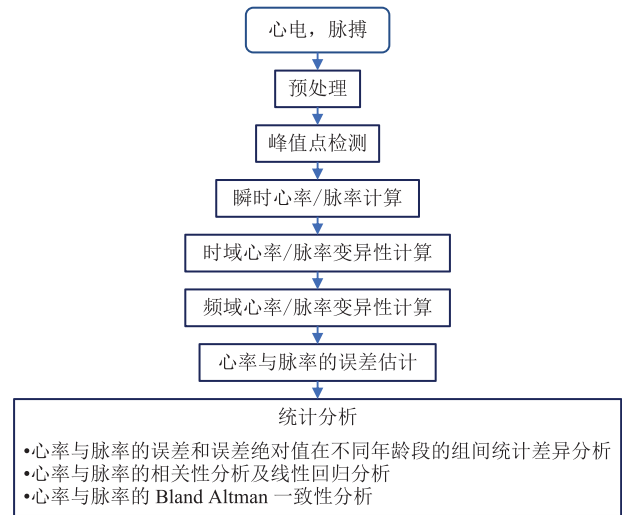 心电，脉搏
预处理
峰值点检测
瞬时心率/脉率计算
时域心率/脉率变异性计算
频域心率/脉率变异性计算
心率与脉率的误差估计
统计分析
•心率与脉率的误差和误差绝对值在不同年龄段的组间统计差异分析
•心率与脉率的相关性分析及线性回归分析
•心率与脉率的 Bland Altman 一致性分析